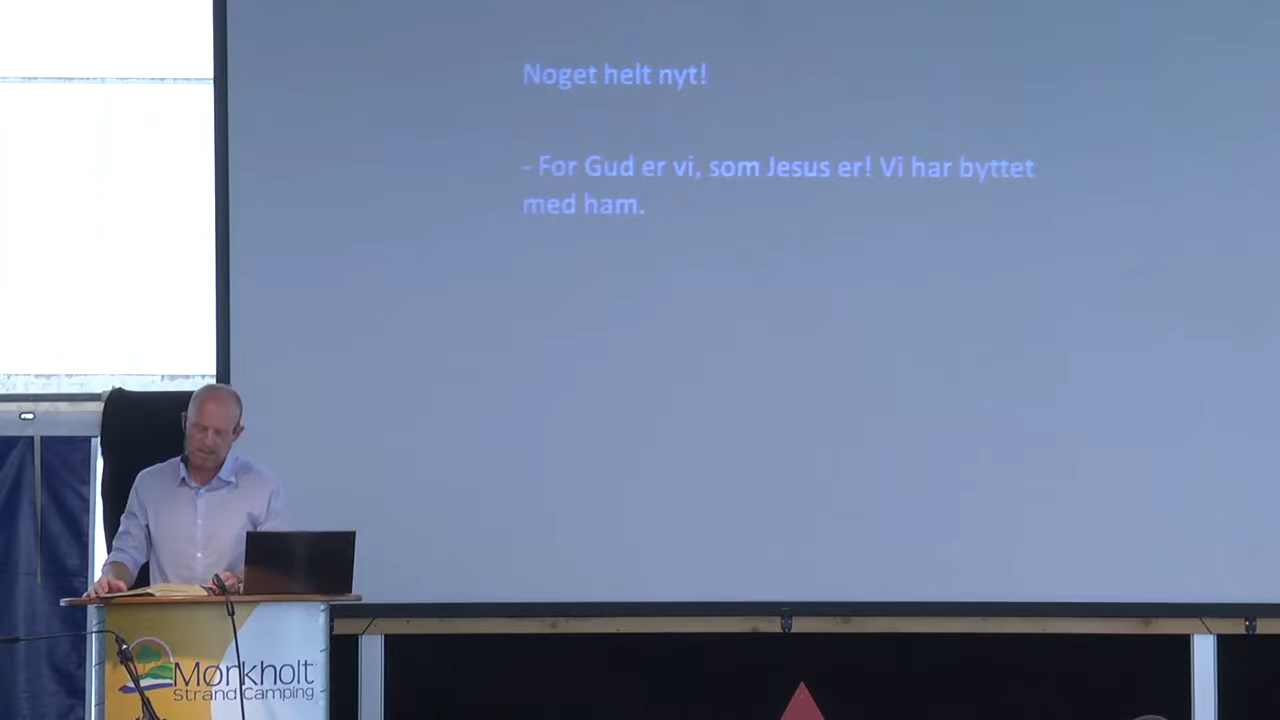 Noget helt nyt!
- For Gud er vi, som Jesus er! Vi har byttet
med ham.
Mørkholt
Strand Camping